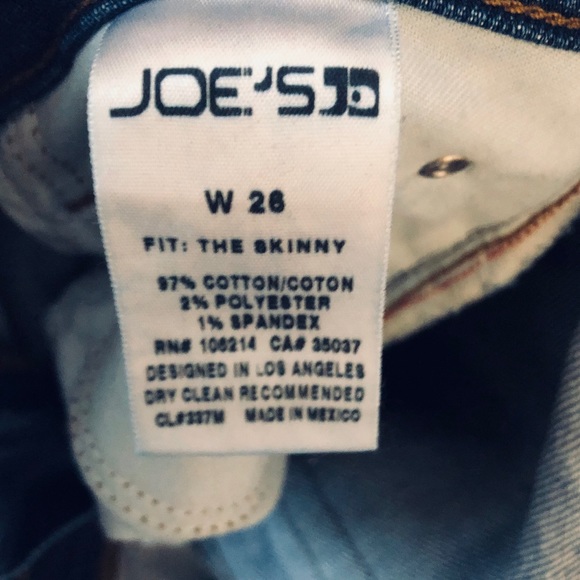 JOE'S JD
W 26
FIT: THE SKINNY
97% COTTON/COTON
2% POLYESTER
1% SPANDEX
RN# 106214 CA# 35037
DESIGNED IN LOS ANGELES
DRY CLEAN RECOMMENDED
CL#337M MADE IN MEXICO